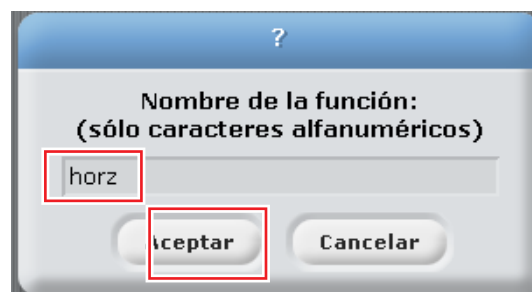 ?
Nombre de la función:
(sólo caracteres alfanuméricos)
horz
Aceptar Cancelar